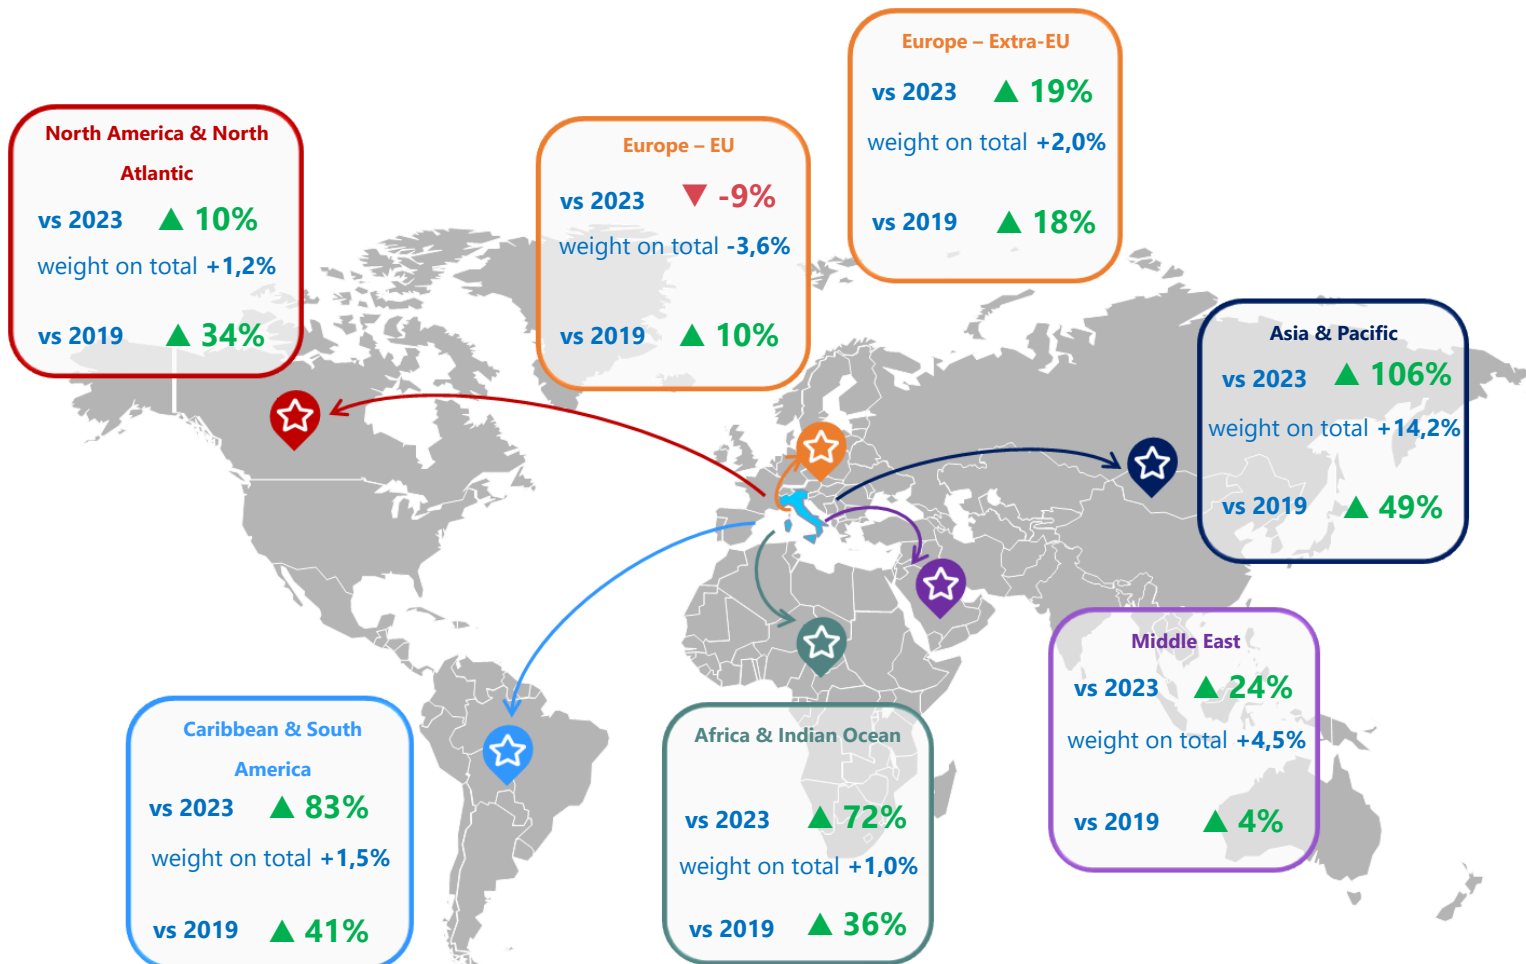 Europe – Extra-EU
vs 2023 ▲ 19%
weight on total +2,0%
vs 2019 ▲ 18%
North America & North
Atlantic
vs 2023 ▲ 10%
weight on total +1,2%
vs 2019 ▲ 34%
Europe – EU
vs 2023 ▼ -9%
weight on total -3,6%
vs 2019 ▲ 10%
Asia & Pacific
vs 2023 ▲ 106%
weight on total +14,2%
vs 2019 ▲ 49%
Middle East
vs 2023 ▲ 24%
weight on total +4,5%
vs 2019 ▲ 4%
Caribbean & South
America
vs 2023 ▲ 83%
weight on total +1,5%
vs 2019 ▲ 41%
Africa & Indian Ocean
vs 2023 ▲ 72%
weight on total +1,0%
vs 2019 ▲ 36%